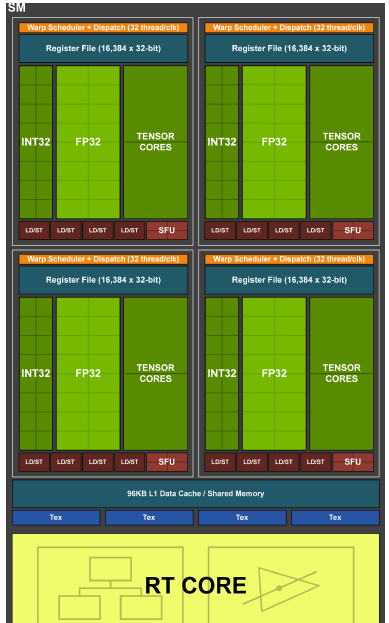 SM
Warp Scheduler + Dispatch (32 thread/clk)
Register File (16,384 x 32-bit)
INT32
FP32
TENSOR
CORES
LD/ST
LD/ST
LD/ST
LD/ST
SFU
Warp Scheduler + Dispatch (32 thread/clk)
Register File (16,384 x 32-bit)
INT32
FP32
TENSOR
CORES
LD/ST
LD/ST
LD/ST
LD/ST
SFU
Warp Scheduler + Dispatch (32 thread/clk)
Register File (16,384 x 32-bit)
INT32
FP32
TENSOR
CORES
LD/ST
LD/ST
LD/ST
LD/ST
SFU
Warp Scheduler + Dispatch (32 thread/clk)
Register File (16,384 x 32-bit)
INT32
FP32
TENSOR
CORES
LD/ST
LD/ST
LD/ST
LD/ST
SFU
96KB L1 Data Cache / Shared Memory
Tex
Tex
Tex
Tex
RT CORE